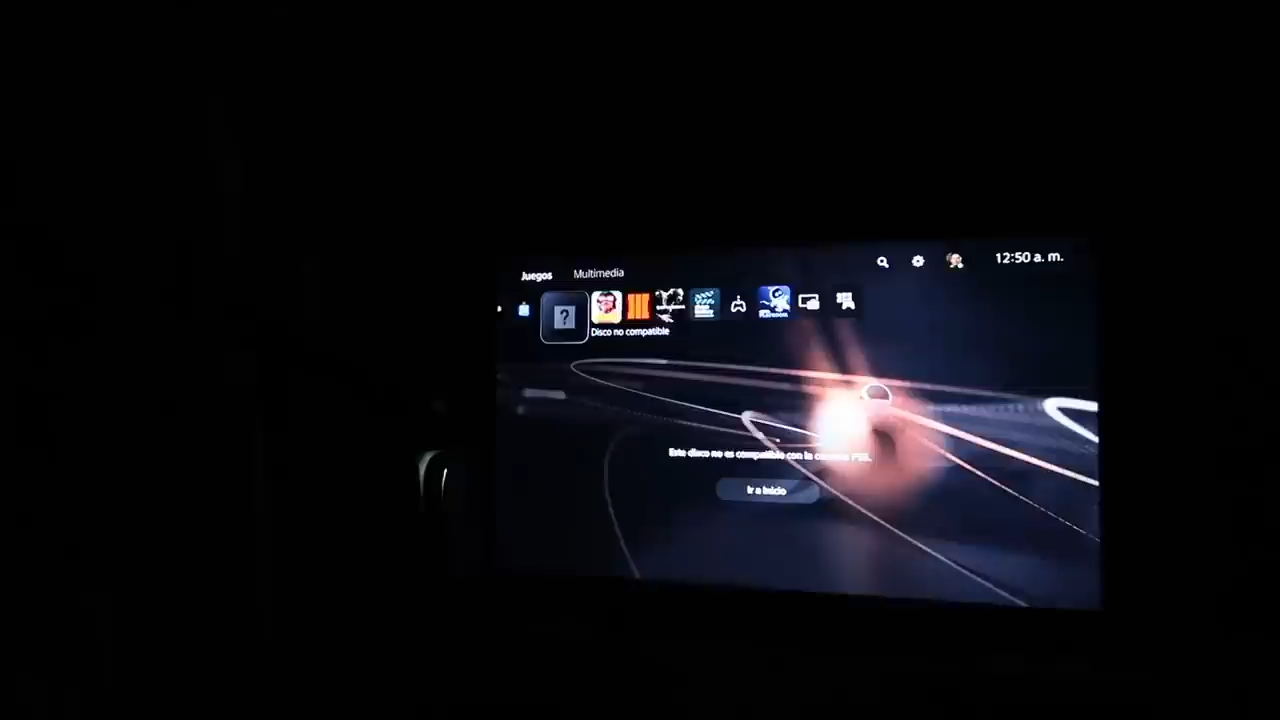 Juegos Multimedia 12:50 a. m.
Disco no compatible
Este disco no es compatible con la consola PS5.
Ir a Inicio